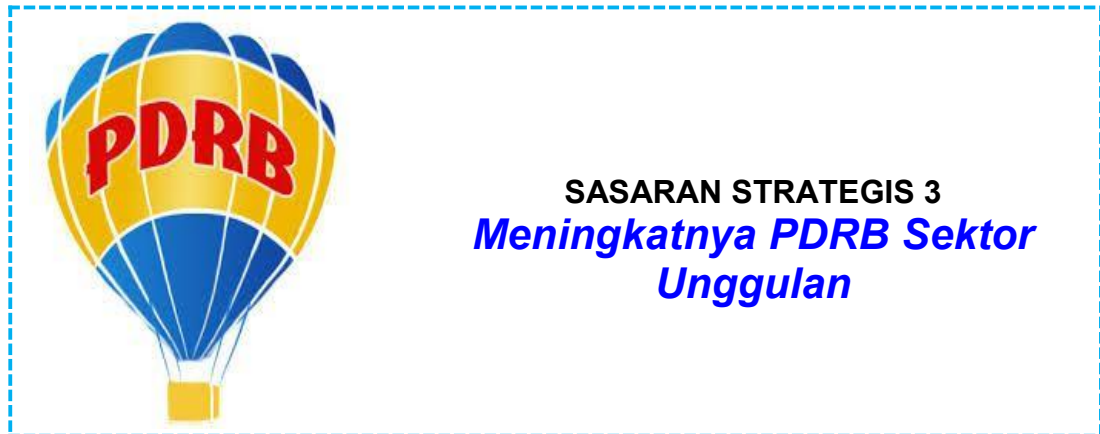 PDRB
SASARAN STRATEGIS 3
Meningkatnya PDRB Sektor
Unggulan